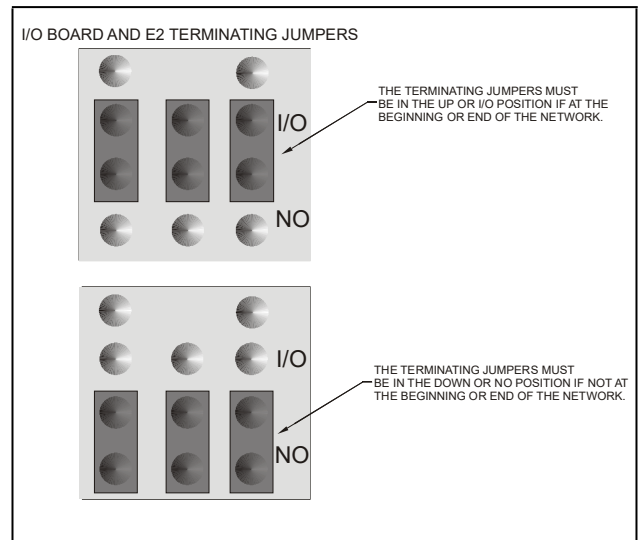 I/O BOARD AND E2 TERMINATING JUMPERS
I/O
NO
THE TERMINATING JUMPERS MUST
BE IN THE UP OR I/O POSITION IF AT THE
BEGINNING OR END OF THE NETWORK.
I/O
NO
THE TERMINATING JUMPERS MUST
BE IN THE DOWN OR NO POSITION IF NOT AT
THE BEGINNING OR END OF THE NETWORK.